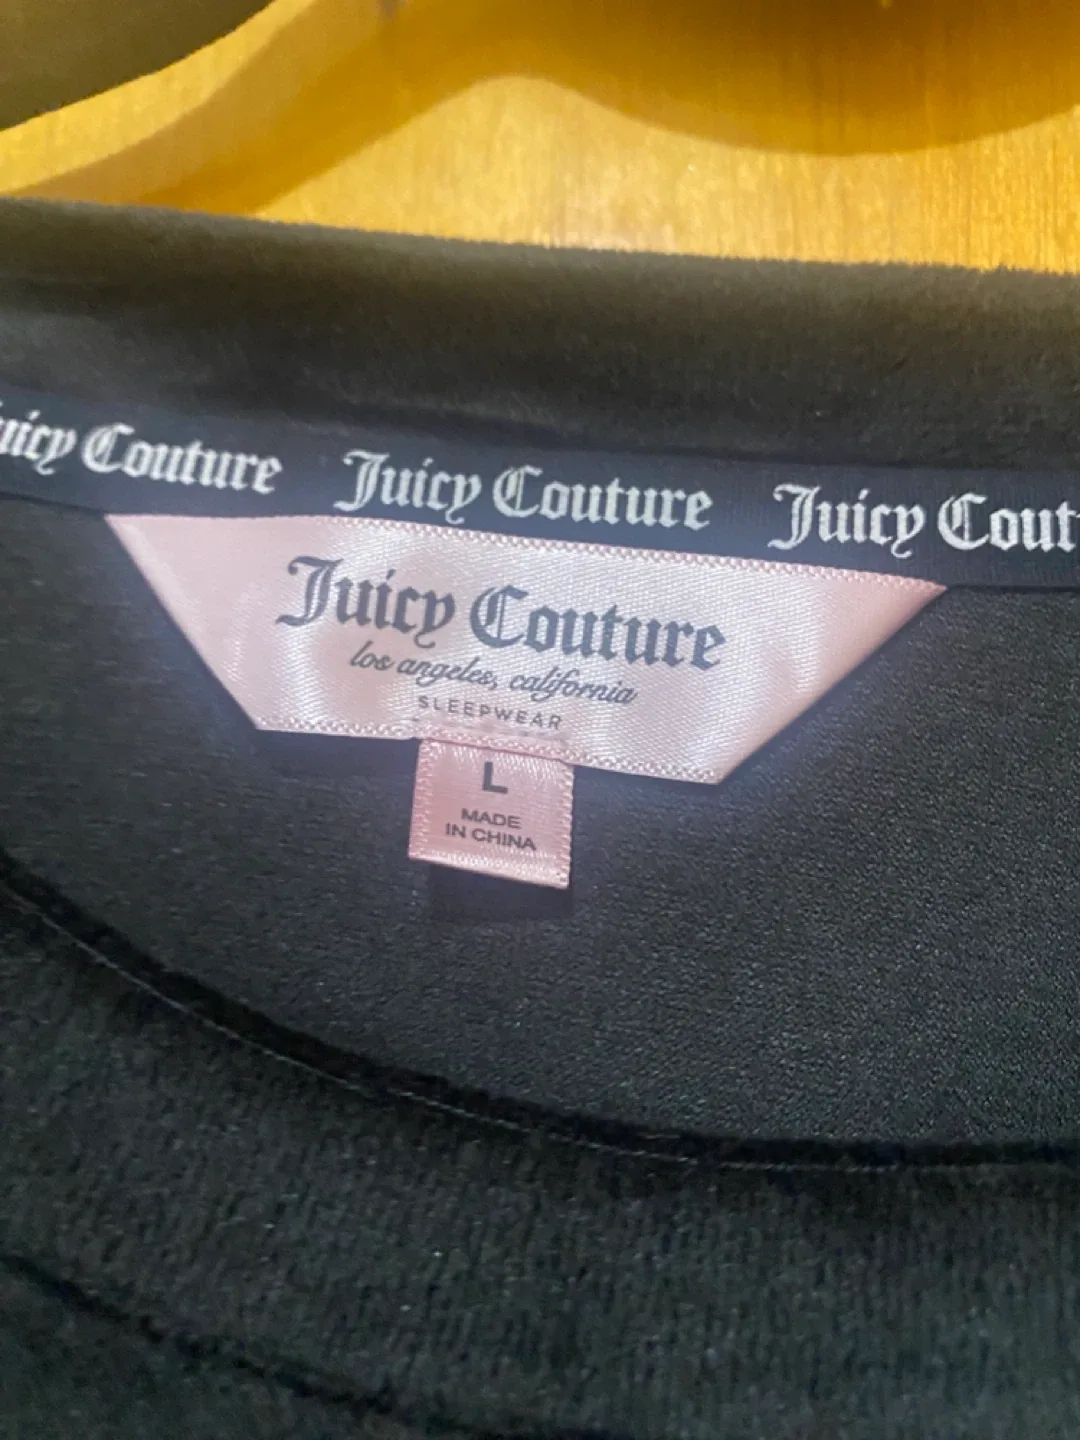 uicy Couture Juicy Couture Juicy Cout
Juicy Couture
los angeles, california
SLEEPWEAR
L
MADE
IN CHINA